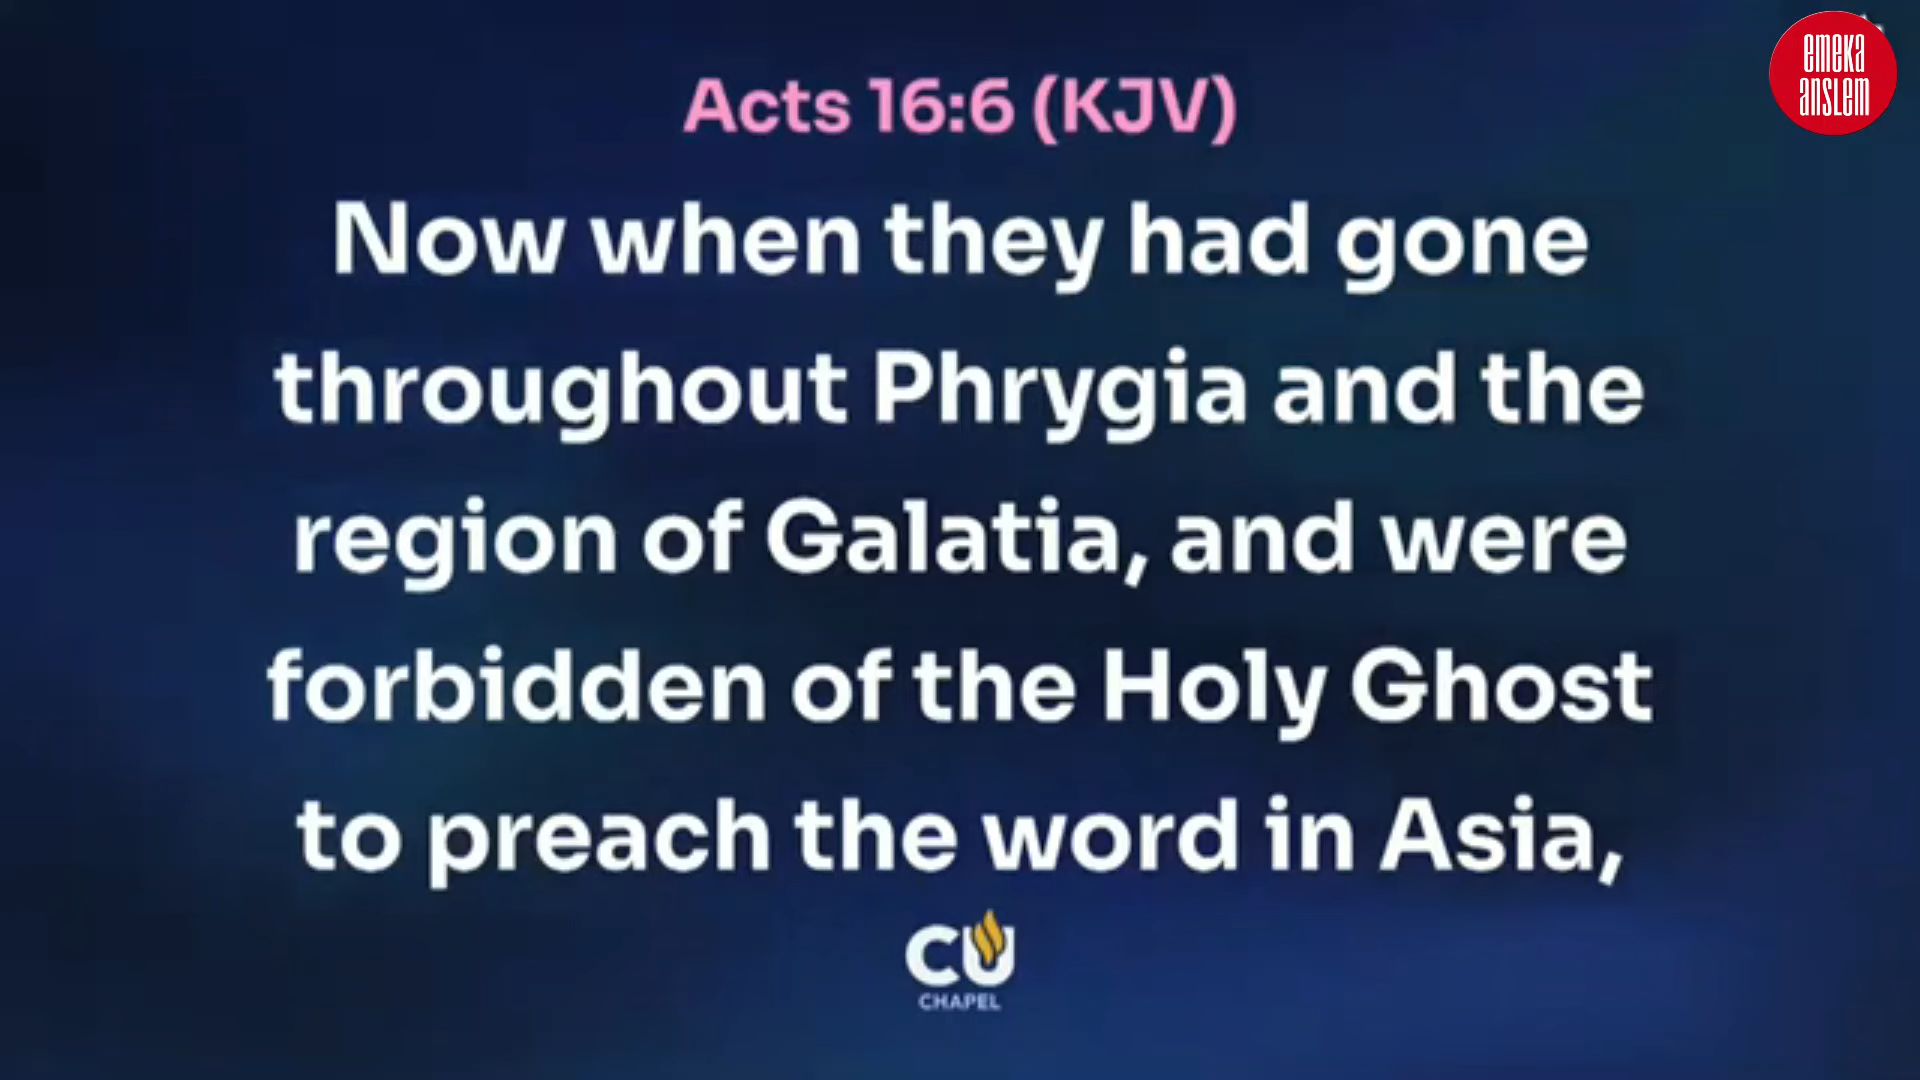 emeka
anslem
Acts 16:6 (KJV)
Now when they had gone
throughout Phrygia and the
region of Galatia, and were
forbidden of the Holy Ghost
to preach the word in Asia,
CU
CHAPEL